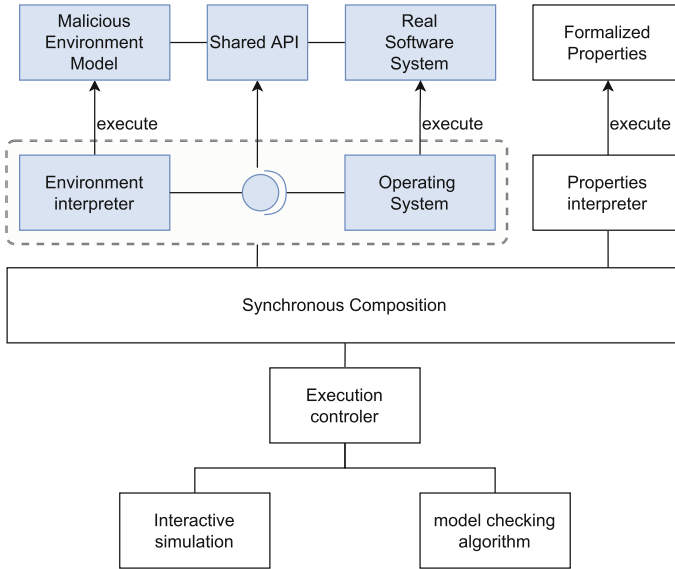 Malicious
Environment
Model
Shared API
Real
Software
System
Formalized
Properties
execute
execute
execute
Environment
interpreter
Operating
System
Properties
interpreter
Synchronous Composition
Execution
controler
Interactive
simulation
model checking
algorithm